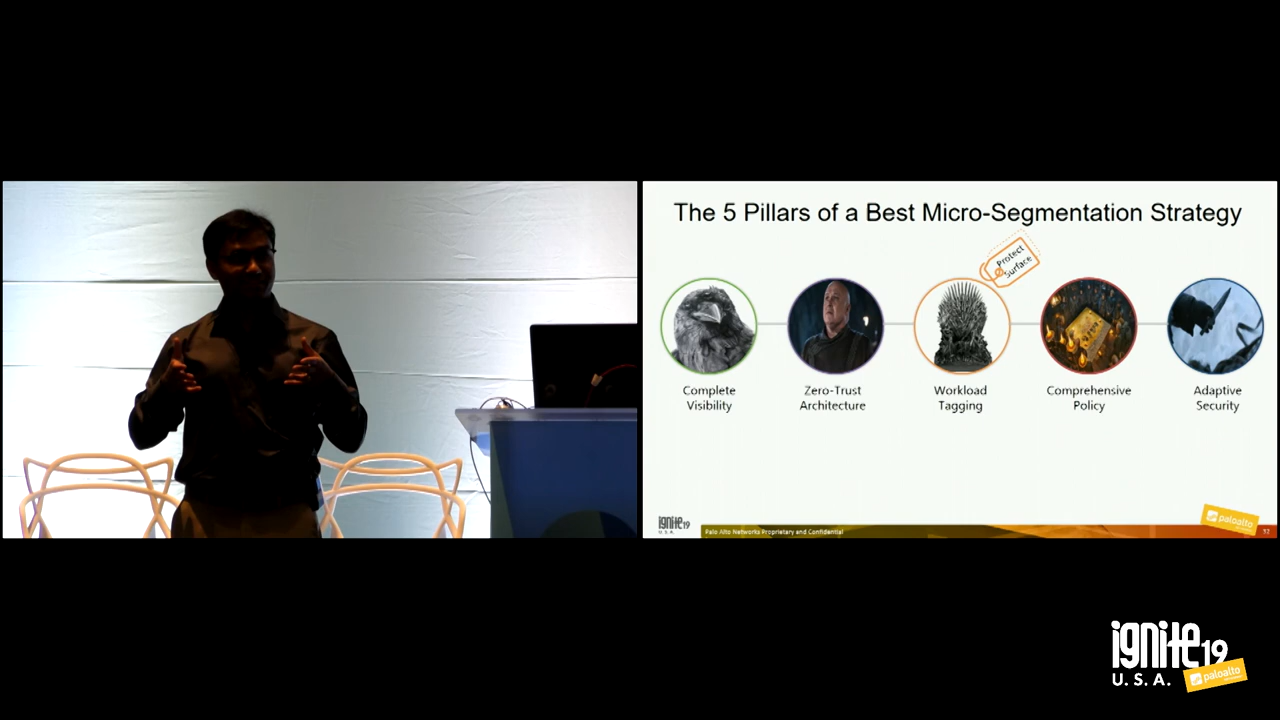 The 5 Pillars of a Best Micro-Segmentation Strategy
Protect
Surface
Complete
Visibility
Zero-Trust
Architecture
Workload
Tagging
Comprehensive
Policy
Adaptive
Security
ignite19
U.S.A.
Palo Alto Networks Proprietary and Confidential
paloalto
32
ignite19
U.S.A.
paloalto